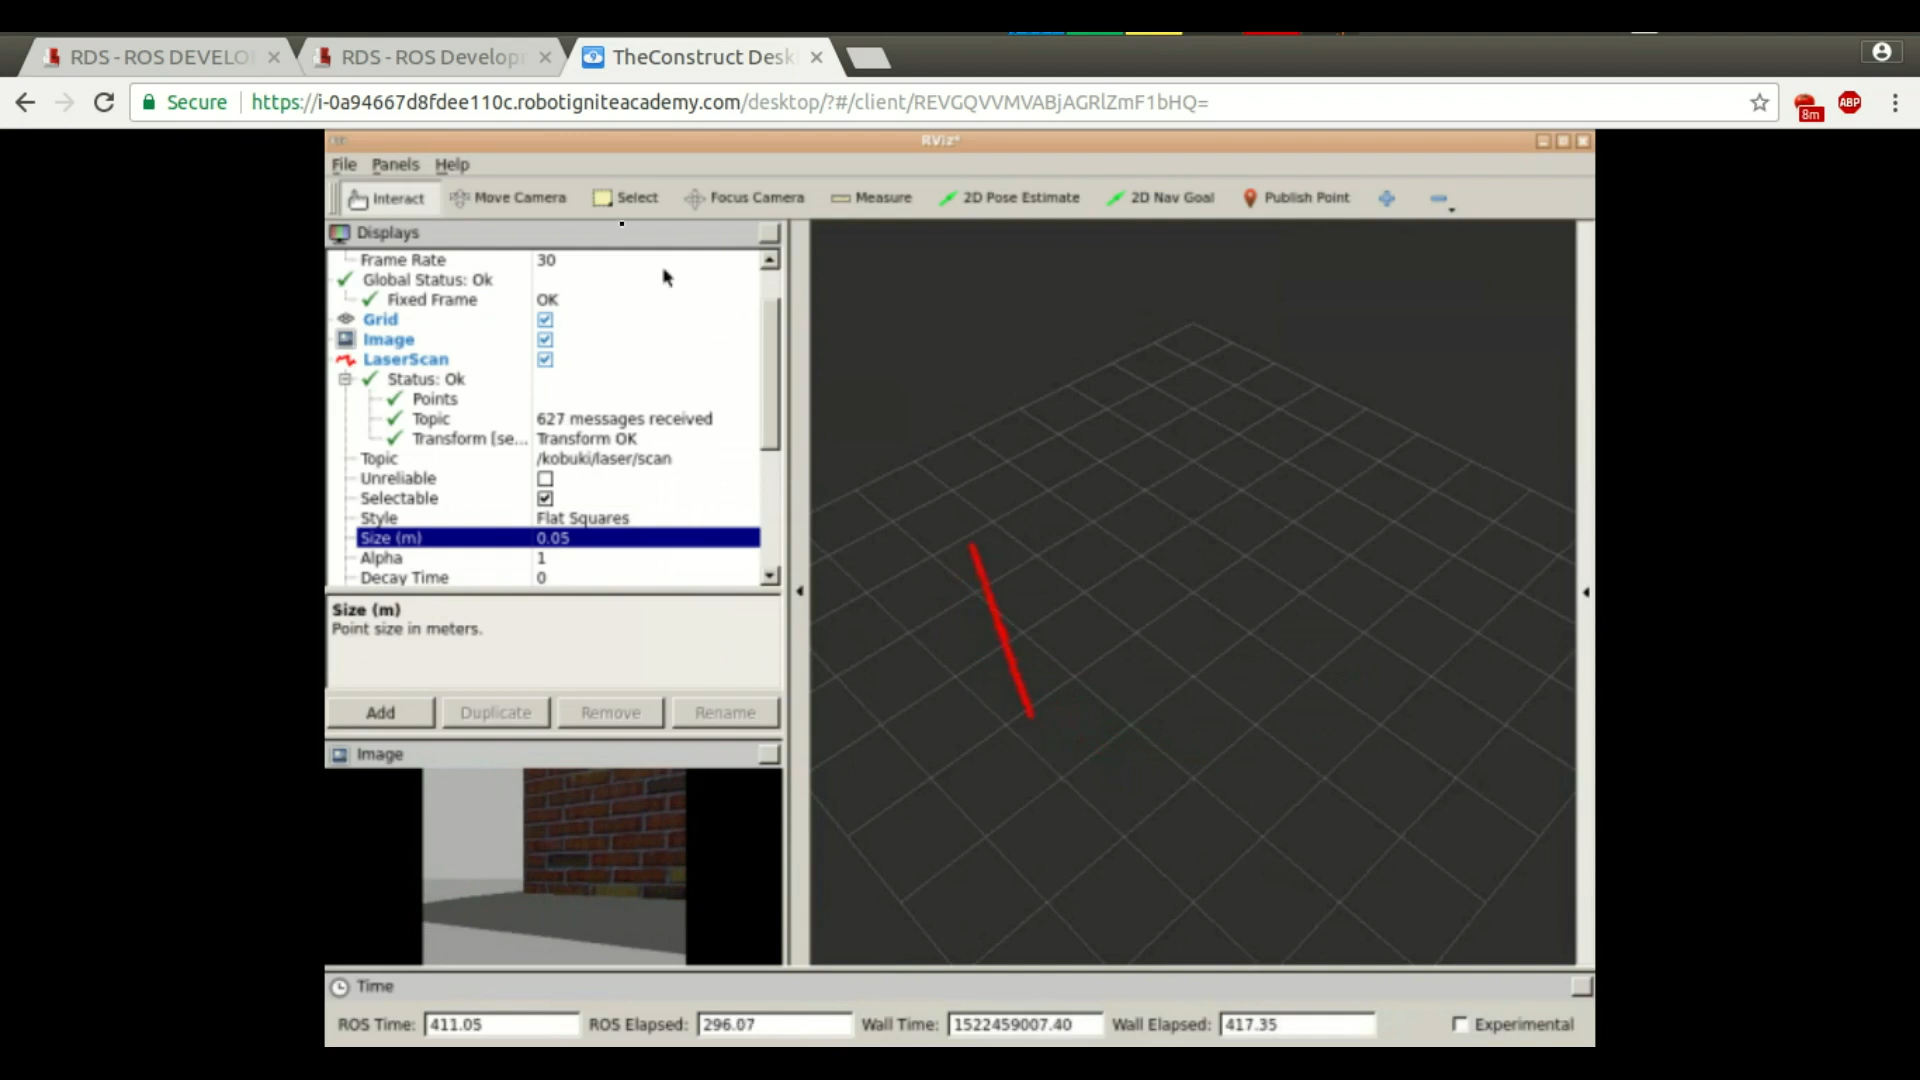 RDS - ROS DEVELO
RDS - ROS Develop
TheConstruct Desk
Secure
https://i-0a94667d8fdee110c.robotigniteacademy.com/desktop/?#/client/REVGQVVMVABjAGRlZmF1bHQ=
8m
ABP
RViz*
File Panels Help
Interact Move Camera Select Focus Camera Measure 2D Pose Estimate 2D Nav Goal Publish Point
Displays
Frame Rate 30
Global Status: Ok
Fixed Frame OK
Grid
Image
LaserScan
Status: Ok
Points
Topic 627 messages received
Transform [se... Transform OK
Topic /kobuki/laser/scan
Unreliable
Selectable
Style Flat Squares
Size (m) 0.05
Alpha 1
Decay Time 0
Size (m)
Point size in meters.
Add Duplicate Remove Rename
Image
Time
ROS Time: 411.05 ROS Elapsed: 296.07 Wall Time: 1522459007.40 Wall Elapsed: 417.35 Experimental